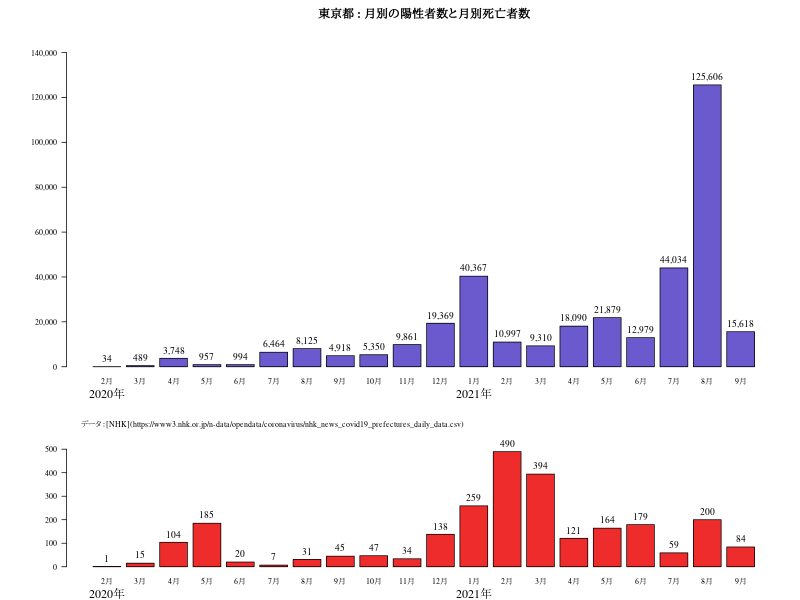 東京都 : 月別の陽性者数と月別死亡者数
140,000
120,000
100,000
80,000
60,000
40,000
20,000
0
34 489 3,748 957 994 6,464 8,125 4,918 5,350 9,861 19,369 40,367 10,997 9,310 18,090 21,879 12,979 44,034 125,606 15,618
2月 3月 4月 5月 6月 7月 8月 9月 10月 11月 12月 1月 2月 3月 4月 5月 6月 7月 8月 9月
2020年 2021年
データ : [NHK](https://www3.nhk.or.jp/n-data/opendata/coronavirus/nhk_news_covid19_prefectures_daily_data.csv)
500
400
300
200
100
0
1 15 104 185 20 7 31 45 47 34 138 259 490 394 121 164 179 59 200 84
2月 3月 4月 5月 6月 7月 8月 9月 10月 11月 12月 1月 2月 3月 4月 5月 6月 7月 8月 9月
2020年 2021年